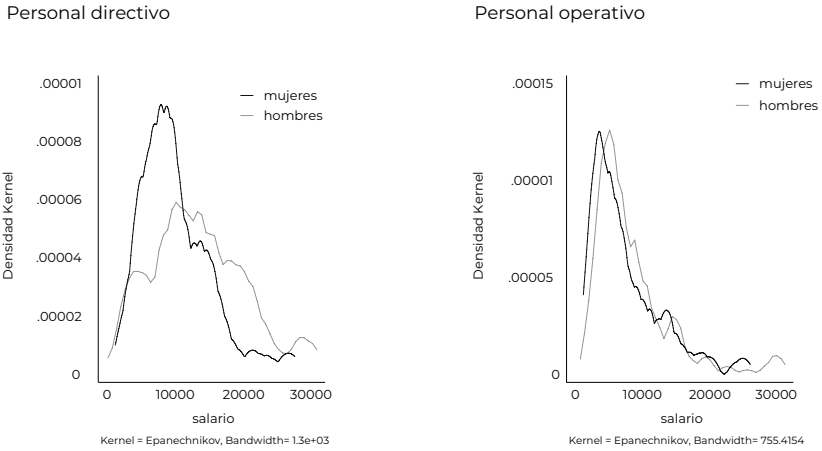 Personal directivo
mujeres
hombres
Densidad Kernel
.00001
.00008
.00006
.00004
.00002
0
0 10000 20000 30000
salario
Kernel = Epanechnikov, Bandwidth= 1.3e+03
Personal operativo
mujeres
hombres
Densidad Kernel
.00015
.00001
.00005
0
0 10000 20000 30000
salario
Kernel = Epanechnikov, Bandwidth= 755.4154